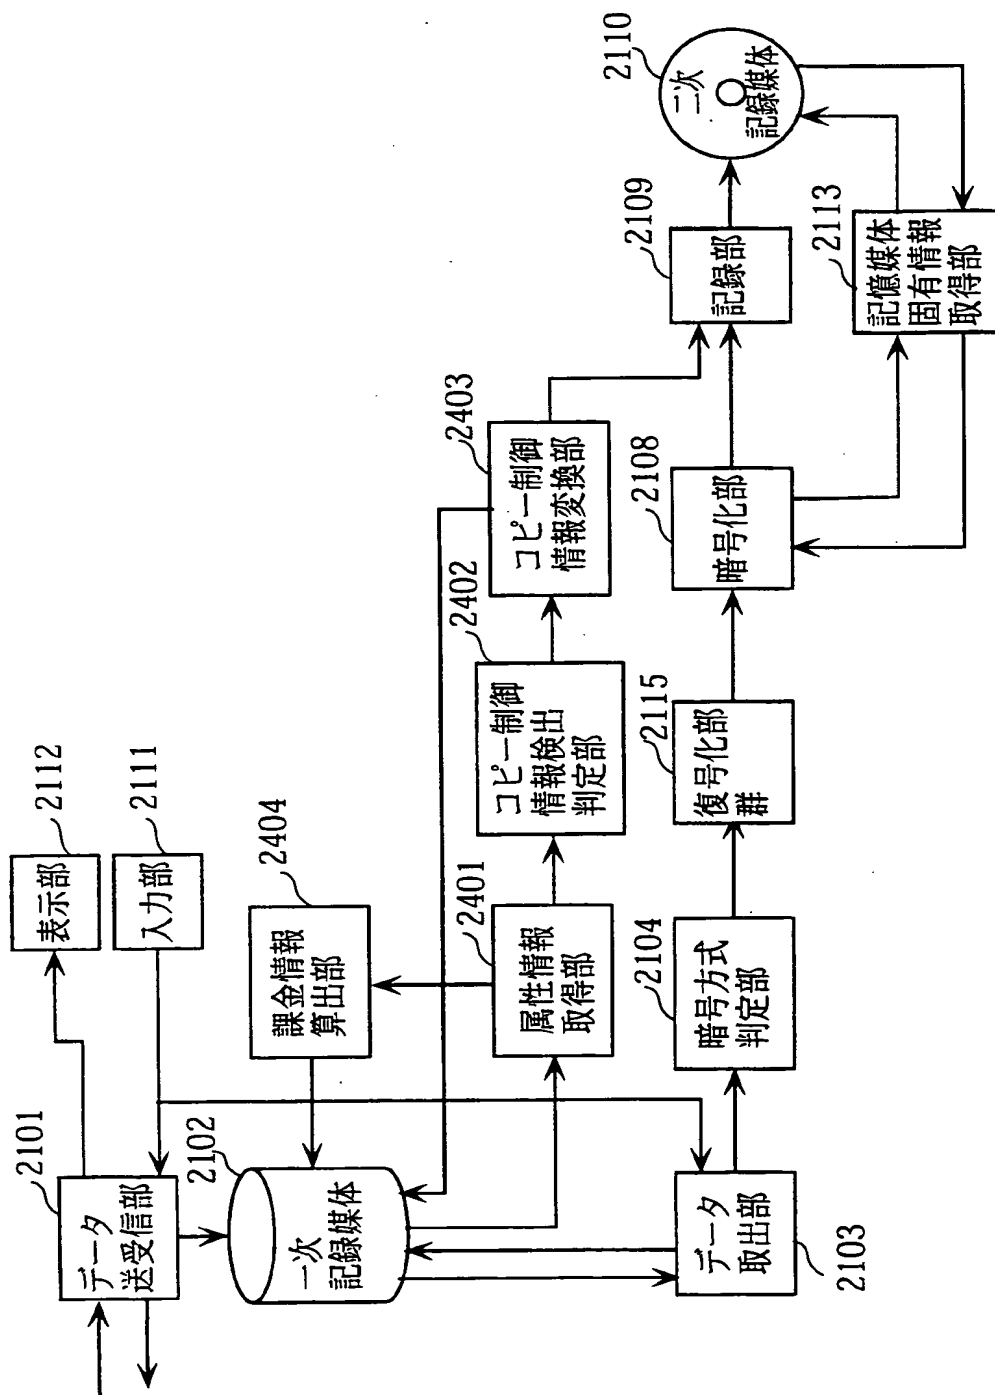 2101
データ
送受信部
2112
表示部
2111
入力部
2102
一次
記録媒体
2404
課金情報
算出部
2401
属性情報
取得部
2402
コピー制御
情報検出
判定部
2403
コピー制御
情報変換部
2103
データ
取出部
2104
暗号方式
判定部
2115
復号化部
群
2108
暗号化部
2109
記録部
2110
二次
記録媒体
2113
記憶媒体
固有情報
取得部